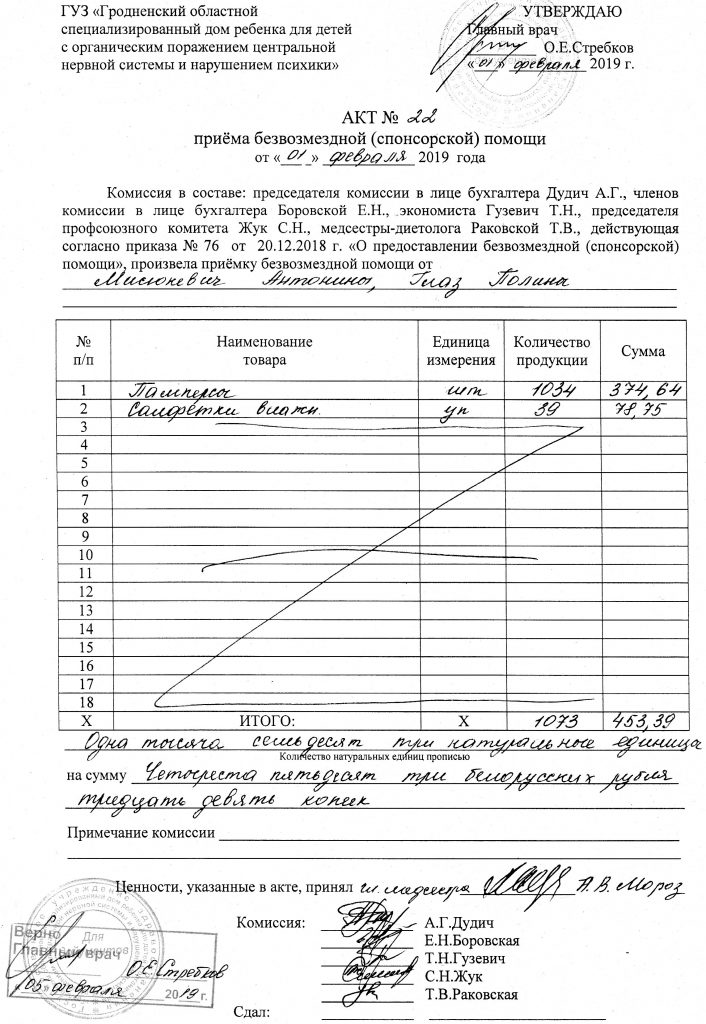 ГУЗ «Гродненский областной
специализированный дом ребенка для детей
с органическим поражением центральной
нервной системы и нарушением психики»
УТВЕРЖДАЮ
Главный врач
О.Е.Стребков
«01» февраля 2019 г.
АКТ № 22
приёма безвозмездной (спонсорской) помощи
от «01» февраля 2019 года
Комиссия в составе: председателя комиссии в лице бухгалтера Дудич А.Г., членов
комиссии в лице бухгалтера Боровской Е.Н., экономиста Гузевич Т.Н., председателя
профсоюзного комитета Жук С.Н., медсестры-диетолога Раковской Т.В., действующая
согласно приказа № 76 от 20.12.2018 г. «О предоставлении безвозмездной (спонсорской)
помощи», произвела приёмку безвозмездной помощи от
Мисюкевич Антонины, Глаз Полина
№ п/п Наименование товара Единица измерения Количество продукции Сумма
1 Памперсы шт 1034 374,64
2 Салфетки влажн. уп 39 78,75
3
4
5
6
7
8
9
10
11
12
13
14
15
16
17
18
Х ИТОГО: Х 1073 453,39
Одна тысяча семьдесят три натуральные единица
Количество натуральных единиц прописью
на сумму Четыреста пятьдесят три белорусских рубля
тридцать девять копеек
Примечание комиссии
Ценности, указанные в акте, принял гл. медсестра А.В. Мороз
Комиссия: А.Г.Дудич
Е.Н.Боровская
Т.Н.Гузевич
С.Н.Жук
Т.В.Раковская
Сдал:
Для
Верно
Главный врач
О.Е.Стребков
«05» февраля 2019 г.